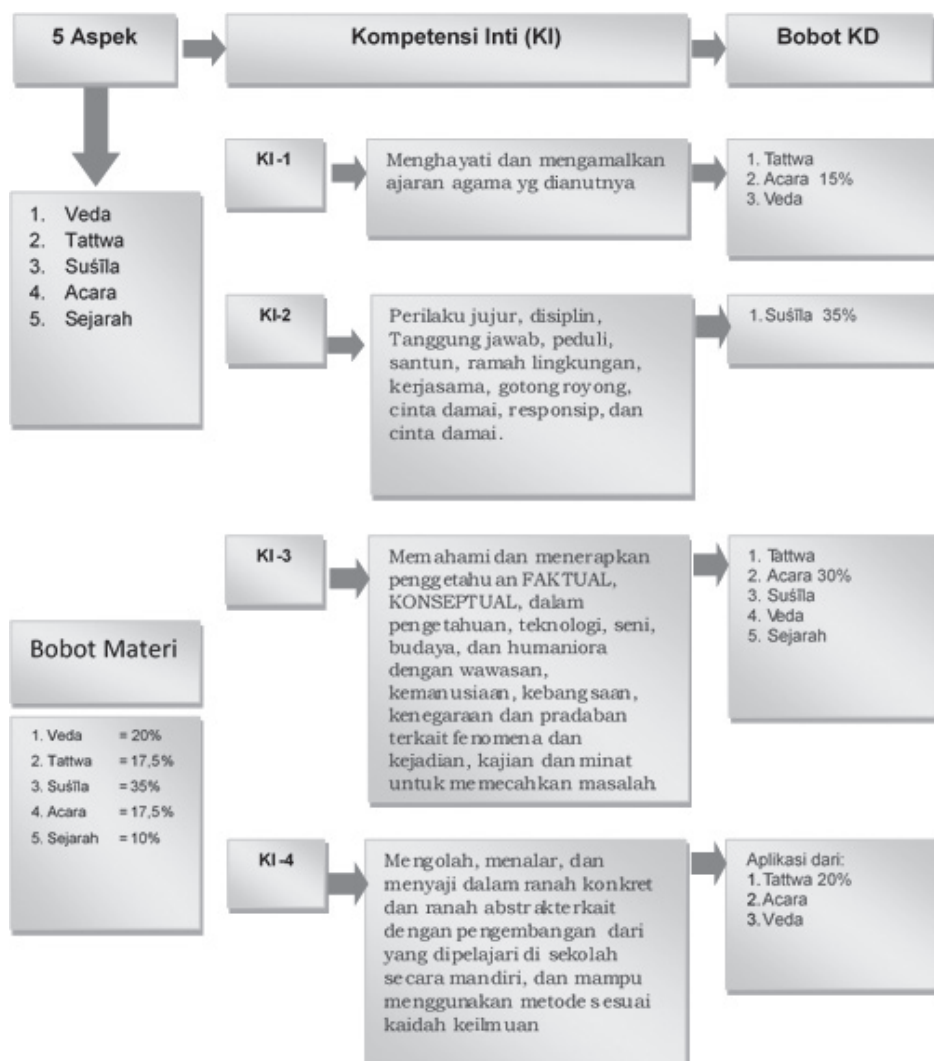 5 Aspek
Kompetensi Inti (KI)
Bobot KD
1. Veda
2. Tattwa
3. Suśīla
4. Acara
5. Sejarah
KI -1
Menghayati dan mengamalkan
ajaran agama yg dianutnya
1. Tattwa
2. Acara 15%
3. Veda
KI-2
Perilaku jujur, disiplin,
Tanggung jawab, peduli,
santun, ramah lingkungan,
kerjasama, gotong royong,
cinta damai, responsip, dan
cinta damai.
1. Suśīla 35%
KI-3
Memahami dan menerapkan
penggetahuan FAKTUAL,
KONSEPTUAL, dalam
pengetahuan, teknologi, seni,
budaya, dan humaniora
dengan wawasan,
kemanusiaan, kebangsaan,
kenegaraan dan pradaban
terkait fenomena dan
kejadian, kajian dan minat
untuk memecahkan masalah
1. Tattwa
2. Acara 30%
3. Suśīla
4. Veda
5. Sejarah
Bobot Materi
1. Veda = 20%
2. Tattwa = 17,5%
3. Suśīla = 35%
4. Acara = 17,5%
5. Sejarah = 10%
KI-4
Mengolah, menalar, dan
menyaji dalam ranah konkret
dan ranah abstrakterkait
dengan pengembangan dari
yang dipelajari di sekolah
secara mandiri, dan mampu
menggunakan metode sesuai
kaidah keilmuan
Aplikasi dari:
1. Tattwa 20%
2. Acara
3. Veda